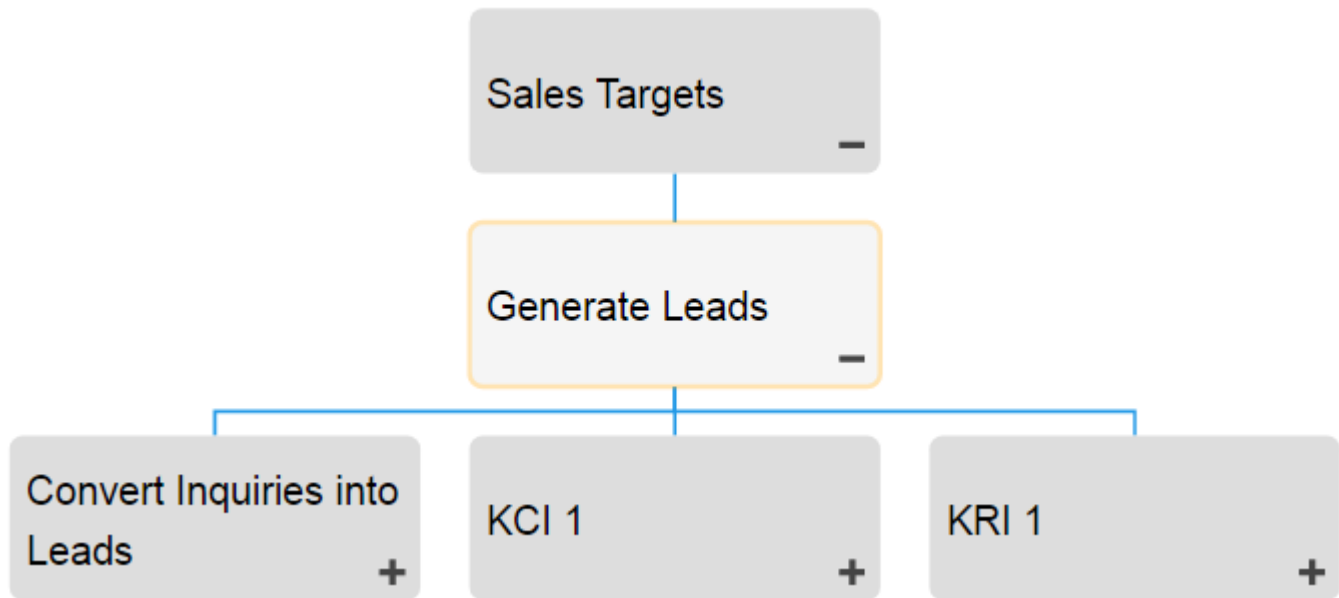 Sales Targets
Generate Leads
Convert Inquiries into
Leads
KCI 1
KRI 1